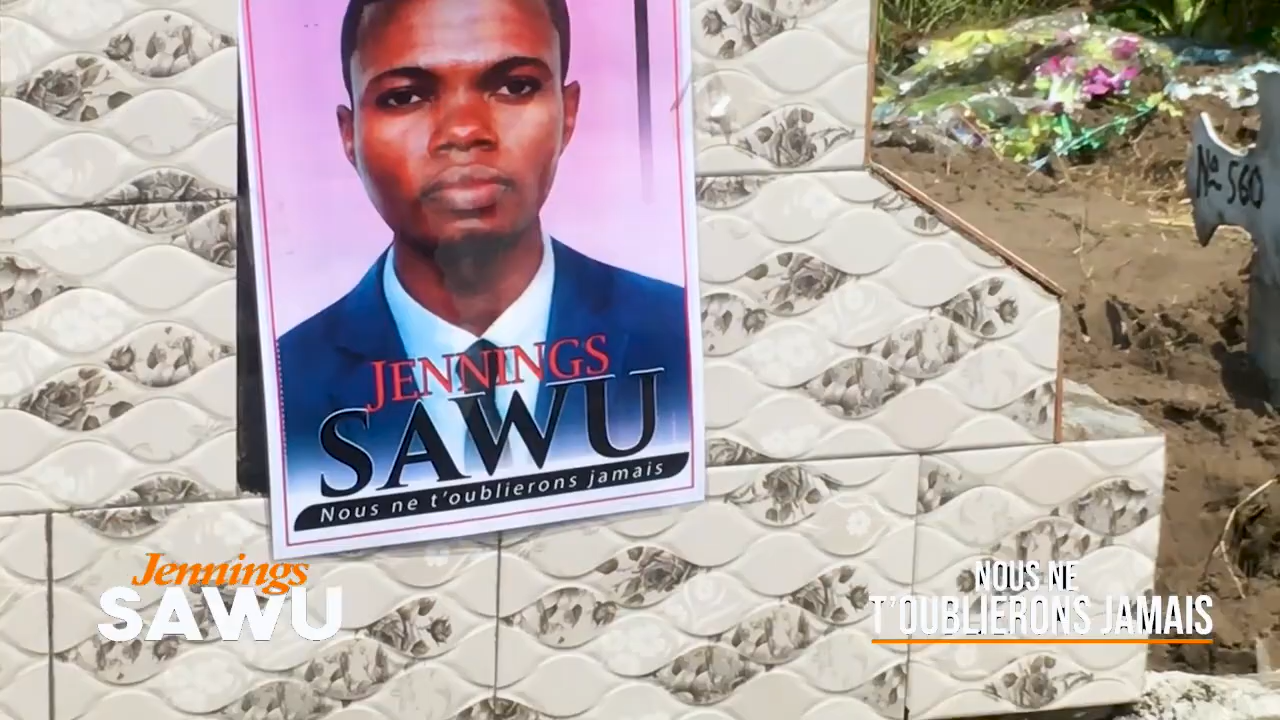 Nº 560
JENNINGS
SAWU
Nous ne t'oublierons jamais
Jennings
SAWU
NOUS NE
T'OUBLIERONS JAMAIS